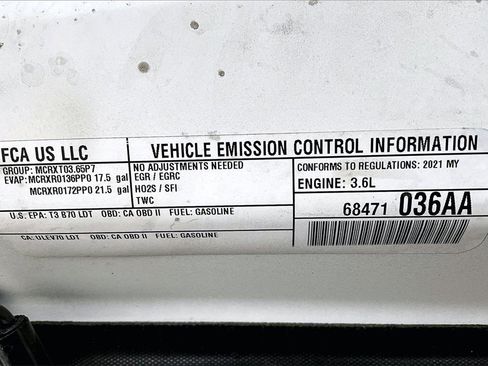 FCA US LLC
VEHICLE EMISSION CONTROL INFORMATION
GROUP: MCRXT03.65P7
EVAP: MCRXR0136PP0 17.5 gal
MCRXR0172PP0 21.5 gal
NO ADJUSTMENTS NEEDED
EGR / EGRC
HO2S / SFI
TWC
CONFORMS TO REGULATIONS: 2021 MY
ENGINE: 3.6L
U.S. EPA: T3 B70 LDT OBD: CA OBD II FUEL: GASOLINE
CA: ULEV70 LDT OBD: CA OBD II FUEL: GASOLINE
68471 036AA